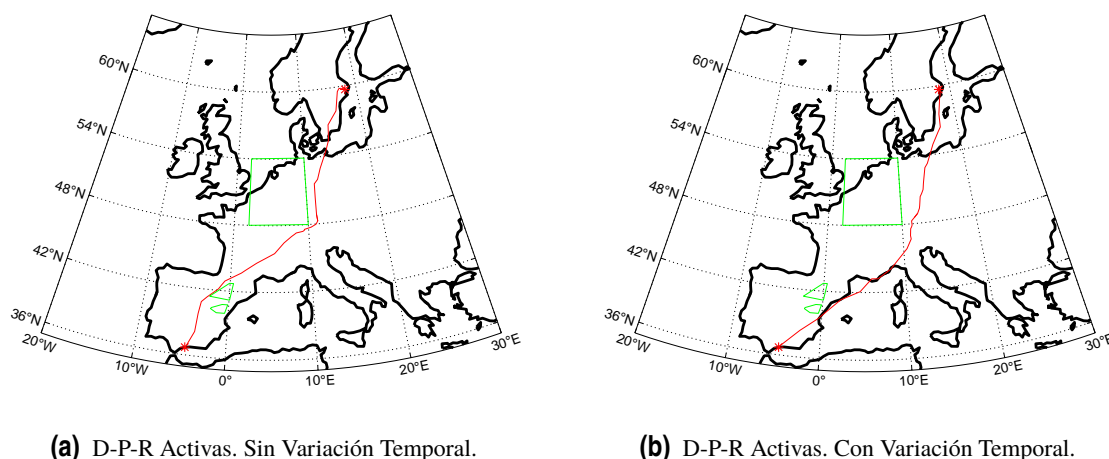 60°N
54°N
48°N
42°N
36°N
20°W
10°W
0°
10°E
20°E
30°E
60°N
54°N
48°N
42°N
36°N
20°W
10°W
0°
10°E
20°E
30°E
(a) D-P-R Activas. Sin Variación Temporal.
(b) D-P-R Activas. Con Variación Temporal.